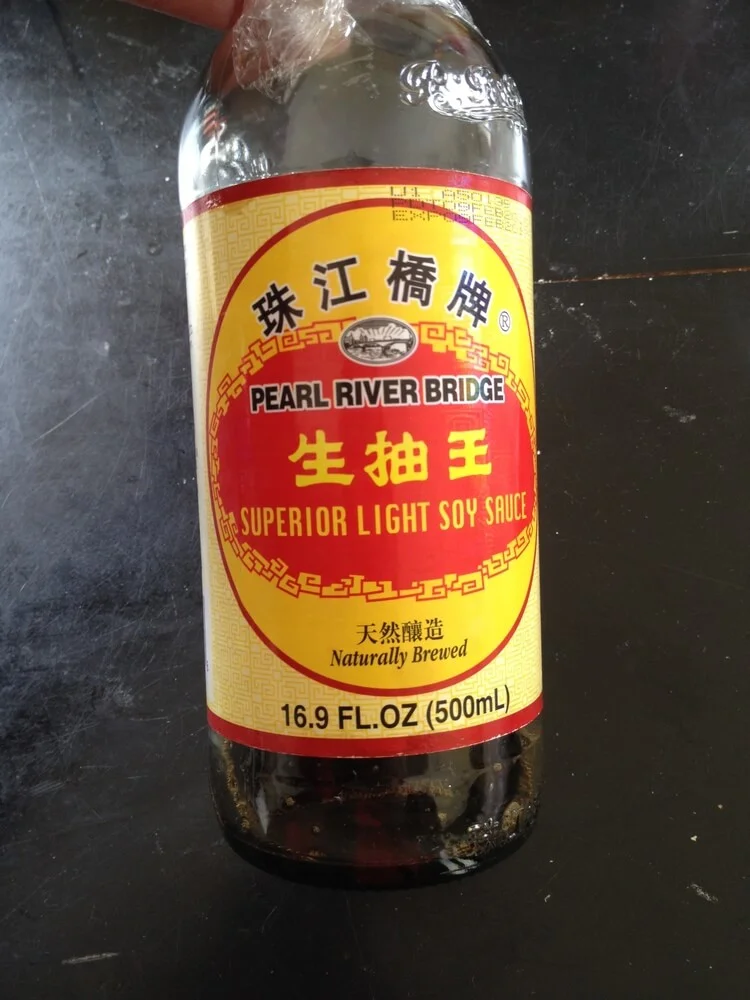 珠江橋牌®
PEARL RIVER BRIDGE
生抽王
SUPERIOR LIGHT SOY SAUCE
天然釀造
Naturally Brewed
16.9 FL.OZ (500mL)